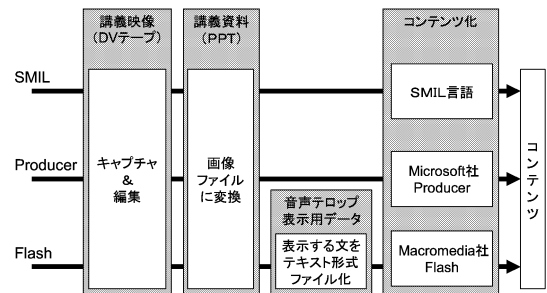 講義映像
(DVテープ)
講義資料
(PPT)
コンテンツ化
SMIL
Producer
Flash
キャプチャ
&
編集
画像
ファイル
に変換
音声テロップ
表示用データ
表示する文を
テキスト形式
ファイル化
SMIL言語
Microsoft社
Producer
Macromedia社
Flash
コンテンツ